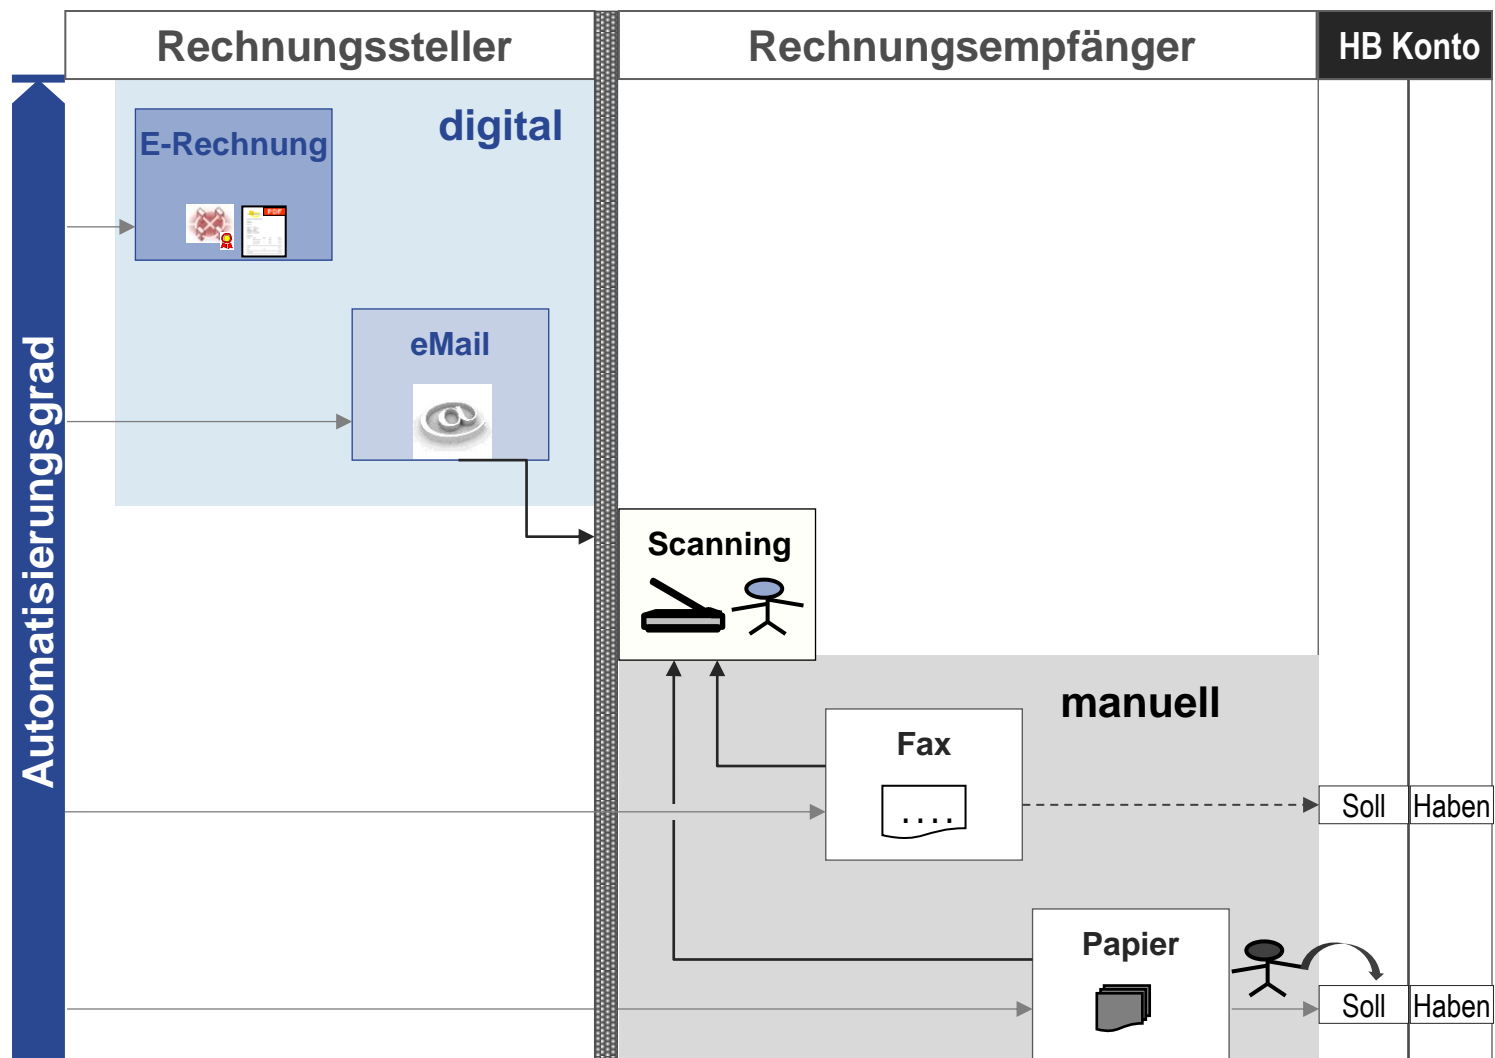 Rechnungssteller
Rechnungsempfänger
HB Konto
Automatisierungsgrad
digital
E-Rechnung
PDF
eMail
@
Scanning
manuell
Fax
....
Soll
Haben
Papier
Soll
Haben